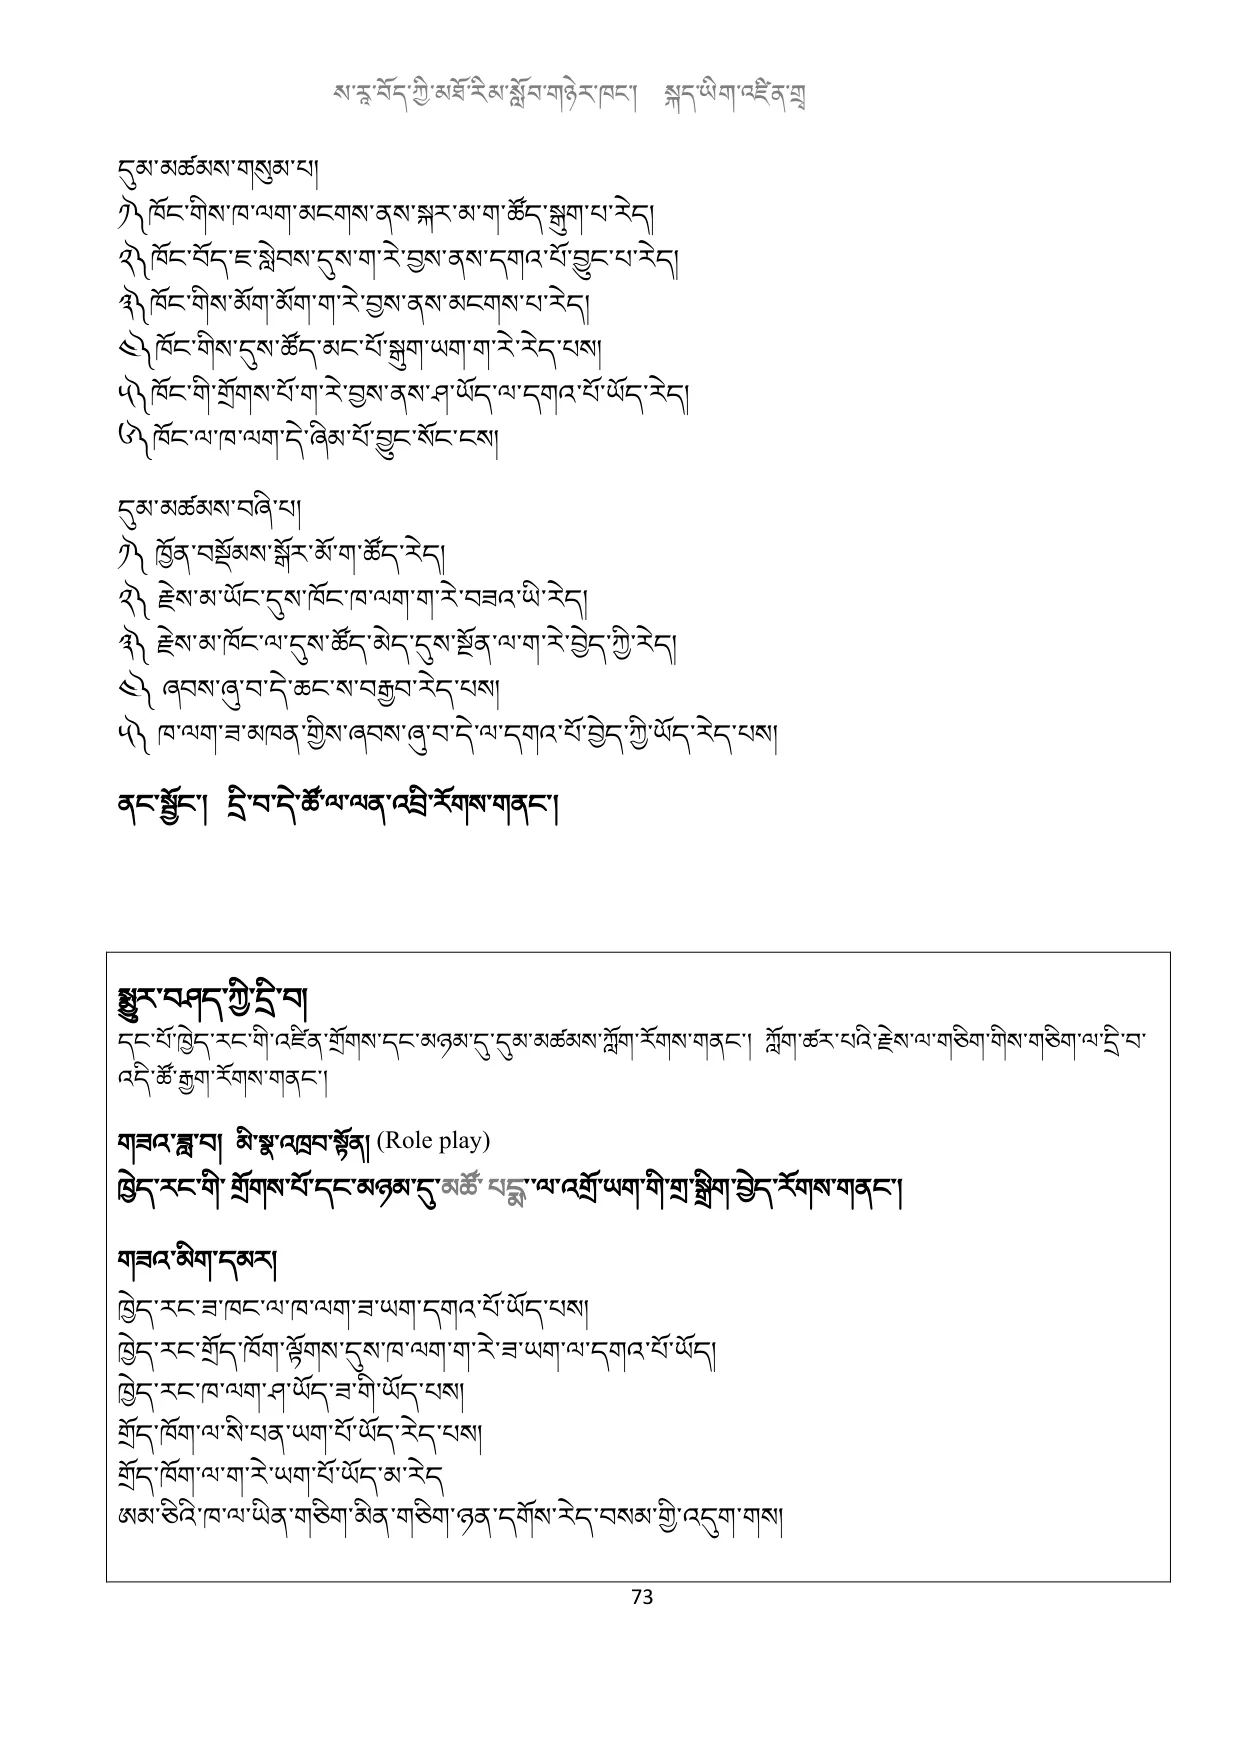 ས་རཱ་བོད་ཀྱི་མཐོ་རིམ་སློབ་གཉེར་ཁང་། སྐད་ཡིག་འཛིན་གྲྭ
དུམ་མཚམས་གསུམ་པ།
༡༽ཁོང་གིས་ཁ་ལག་མངགས་ནས་སྐར་མ་ག་ཚོད་སྒུག་པ་རེད།
༢༽ཁོང་བོད་ཇ་སླེབས་དུས་ག་རེ་བྱས་ནས་དགའ་པོ་བྱུང་པ་རེད།
༣༽ཁོང་གིས་མོག་མོག་ག་རེ་བྱས་ནས་མངགས་པ་རེད།
༤༽ཁོང་གིས་དུས་ཚོད་མང་པོ་སྒུག་ཡག་ག་རེ་རེད་པས།
༥༽ཁོང་གི་གྲོགས་པོ་ག་རེ་བྱས་ནས་ཤ་ཡོད་ལ་དགའ་པོ་ཡོད་རེད།
༦༽ཁོང་ལ་ཁ་ལག་དེ་ཞིམ་པོ་བྱུང་སོང་ངས།
དུམ་མཚམས་བཞི་པ།
༡༽ ཁྱོན་བསྡོམས་སྒོར་མོ་ག་ཚོད་རེད།
༢༽ རྗེས་མ་ཡོང་དུས་ཁོང་ཁ་ལག་ག་རེ་བཟའ་ཡི་རེད།
༣༽ རྗེས་མ་ཁོང་ལ་དུས་ཚོད་མེད་དུས་སྔོན་ལ་ག་རེ་བྱེད་ཀྱི་རེད།
༤༽ ཞབས་ཞུ་བ་དེ་ཆང་ས་བརྒྱབ་རེད་པས།
༥༽ ཁ་ལག་ཟ་མཁན་གྱིས་ཞབས་ཞུ་བ་དེ་ལ་དགའ་པོ་བྱེད་ཀྱི་ཡོད་རེད་པས།
ནང་སྦྱོང་། དྲི་བ་དེ་ཚོ་ལ་ལན་འབྲི་རོགས་གནང་།
སྨྱུར་བཤད་ཀྱི་དྲི་བ།
དང་པོ་ཁྱེད་རང་གི་འཛིན་གྲོགས་དང་མཉམ་དུ་དུམ་མཚམས་ཀློག་རོགས་གནང་། ཀློག་ཚར་པའི་རྗེས་ལ་གཅིག་གིས་གཅིག་ལ་དྲི་བ་
འདི་ཚོ་རྒྱག་རོགས་གནང་།
གཟའ་ཟླ་བ། མི་སྣ་འཁྲབ་སྟོན། (Role play)
ཁྱེད་རང་གི་ གྲོགས་པོ་དང་མཉམ་དུ་མཚོ་ པདྨ་་ལ་འགྲོ་ཡག་གི་གྲ་སྒྲིག་བྱེད་རོགས་གནང་།
གཟའ་མིག་དམར།
ཁྱེད་རང་ཟ་ཁང་ལ་ཁ་ལག་ཟ་ཡག་དགའ་པོ་ཡོད་པས།
ཁྱེད་རང་གྲོད་ཁོག་ལྟོགས་དུས་ཁ་ལག་ག་རེ་ཟ་ཡག་ལ་དགའ་པོ་ཡོད།
ཁྱེད་རང་ཁ་ལག་ཤ་ཡོད་ཟ་གི་ཡོད་པས།
གྲོད་ཁོག་ལ་སི་པན་ཡག་པོ་ཡོད་རེད་པས།
གྲོད་ཁོག་ལ་ག་རེ་ཡག་པོ་ཡོད་མ་རེད
ཨམ་ཅིའི་ཁ་ལ་ཡིན་གཅིག་མིན་གཅིག་ཉན་དགོས་རེད་བསམ་གྱི་འདུག་གས།
73